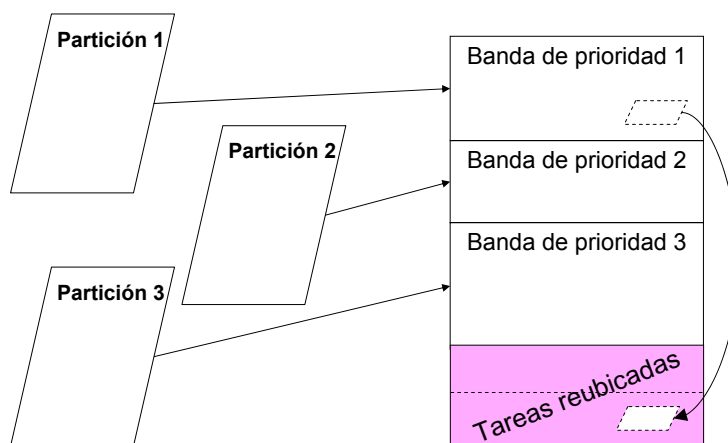 Partición 1
Banda de prioridad 1
Partición 2
Banda de prioridad 2
Banda de prioridad 3
Partición 3
Tareas reubicadas